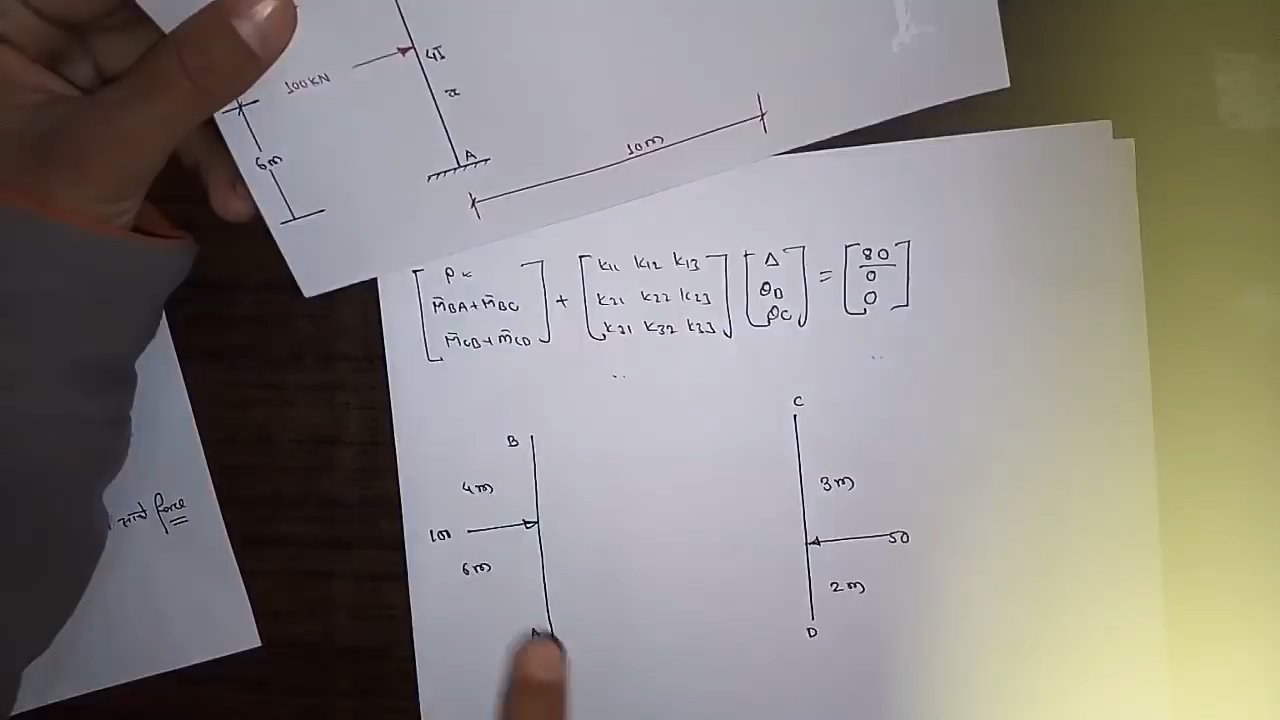 100KN
4I
x
A
6m
10m
PK
M̄BA+M̄BC
M̄CB+M̄CD
+
K11 K12 K13
K21 K22 K23
K31 K32 K33
Δ
θB
θC
=
80
0
0
साचे force
B
4m
100
6m
A
C
3m
50
2m
D